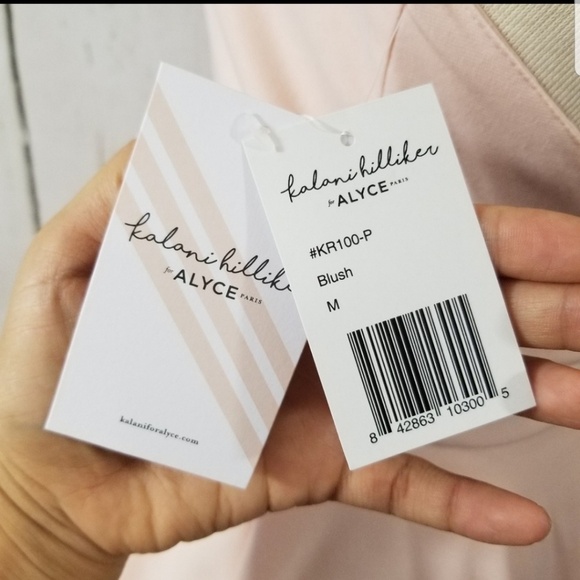 kalani hilliker
for ALYCE PARIS
kalaniforalyce.com
kalani hilliker
for ALYCE PARIS
#KR100-P
Blush
M
8 42863 10300 5